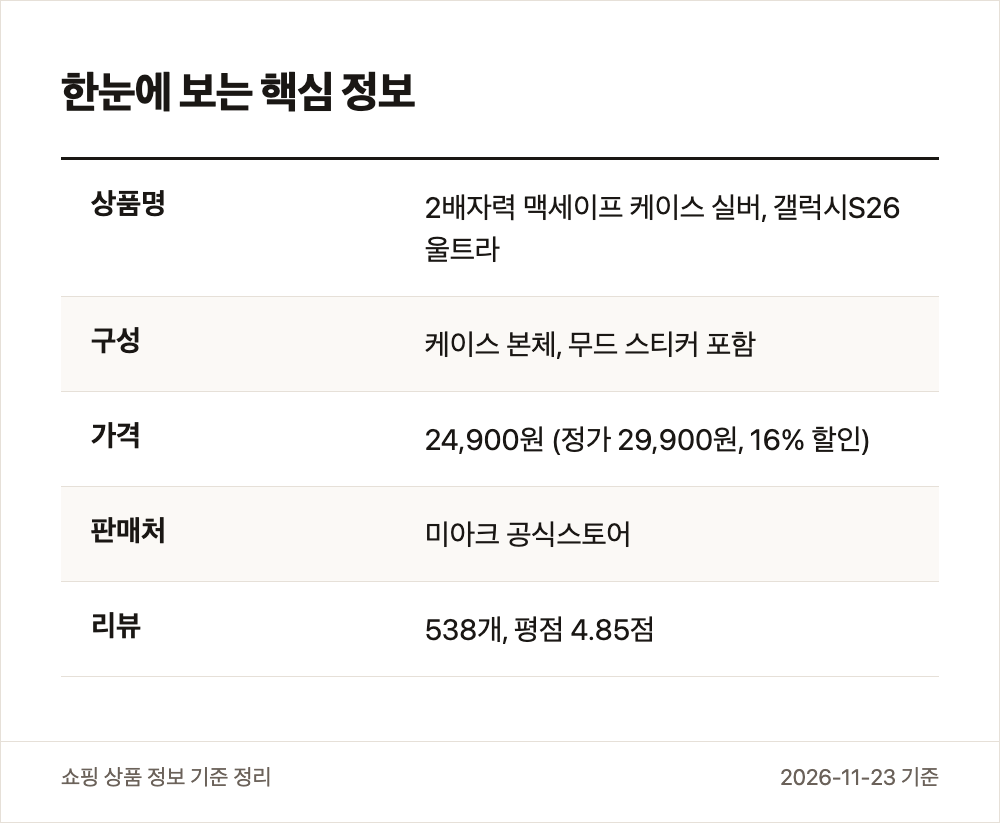 한눈에 보는 핵심 정보
상품명
2배자력 맥세이프 케이스 실버, 갤럭시S26
울트라
구성
케이스 본체, 무드 스티커 포함
가격
24,900원 (정가 29,900원, 16% 할인)
판매처
미아크 공식스토어
리뷰
538개, 평점 4.85점
쇼핑 상품 정보 기준 정리
2026-11-23 기준